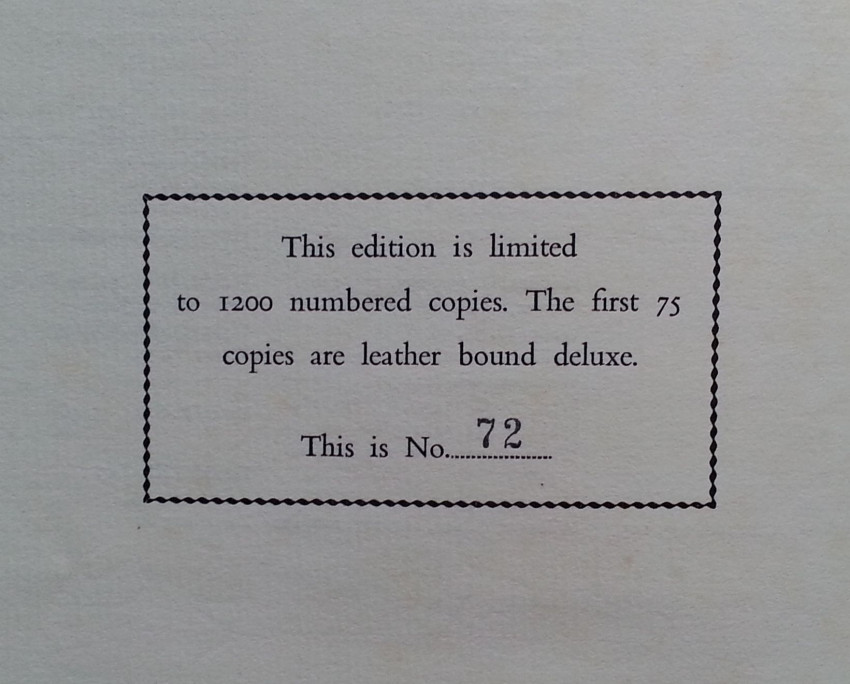 This edition is limited
to 1200 numbered copies. The first 75
copies are leather bound deluxe.
This is No. 72